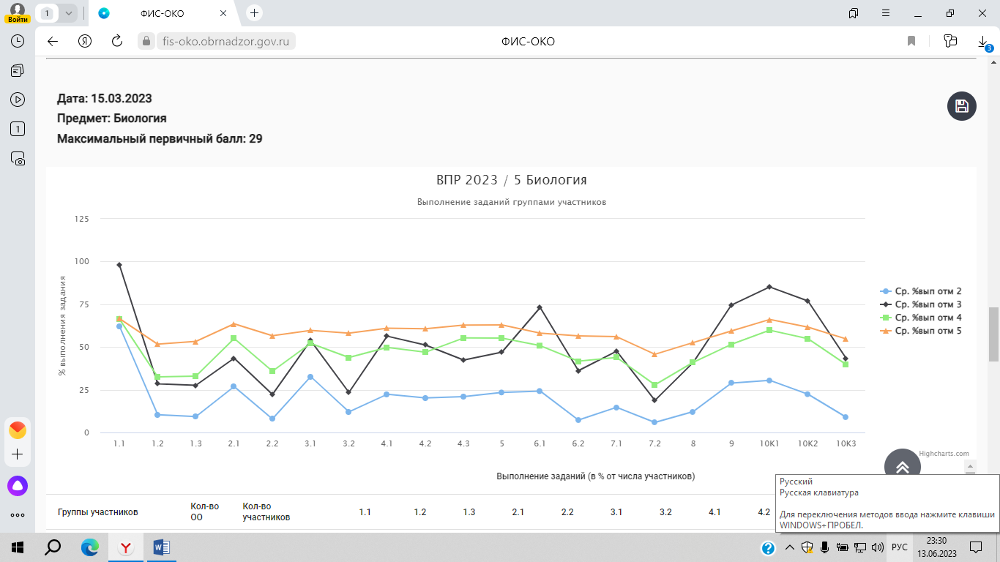 Войти
1
ФИС-ОКО
fis-oko.obrnadzor.gov.ru
ФИС-ОКО
3
1
Дата: 15.03.2023
Предмет: Биология
Максимальный первичный балл: 29
ВПР 2023 / 5 Биология
Выполнение заданий группами участников
125
100
75
50
25
0
% выполнения задания
1.1 1.2 1.3 2.1 2.2 3.1 3.2 4.1 4.2 4.3 5 6.1 6.2 7.1 7.2 8 9 10К1 10К2 10К3
Ср. %вып отм 2
Ср. %вып отм 3
Ср. %вып отм 4
Ср. %вып отм 5
Highcharts.com
Выполнение заданий (в % от числа участников)
Группы участников Кол-во ОО Кол-во участников 1.1 1.2 1.3 2.1 2.2 3.1 3.2 4.1 4.2
Русский
Русская клавиатура
Для переключения методов ввода нажмите клавиши
WINDOWS+ПРОБЕЛ.
РУС
23:30
13.06.2023